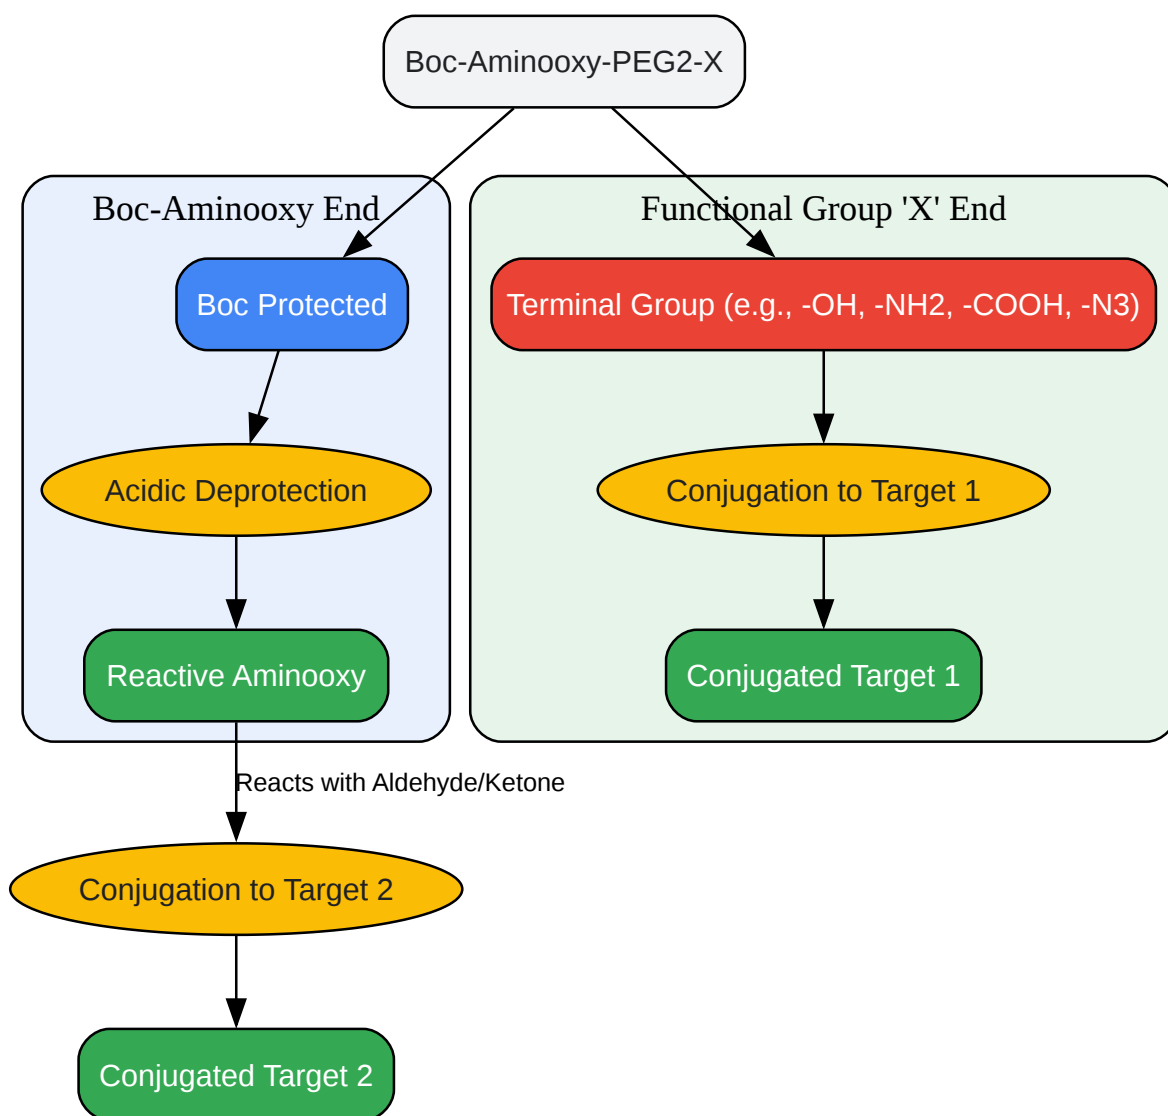 Boc-Aminooxy-PEG2-X
Boc-Aminooxy End
Functional Group 'X' End
Boc Protected
Terminal Group (e.g., -OH, -NH2, -COOH, -N3)
Acidic Deprotection
Conjugation to Target 1
Reactive Aminooxy
Conjugated Target 1
Reacts with Aldehyde/Ketone
Conjugation to Target 2
Conjugated Target 2